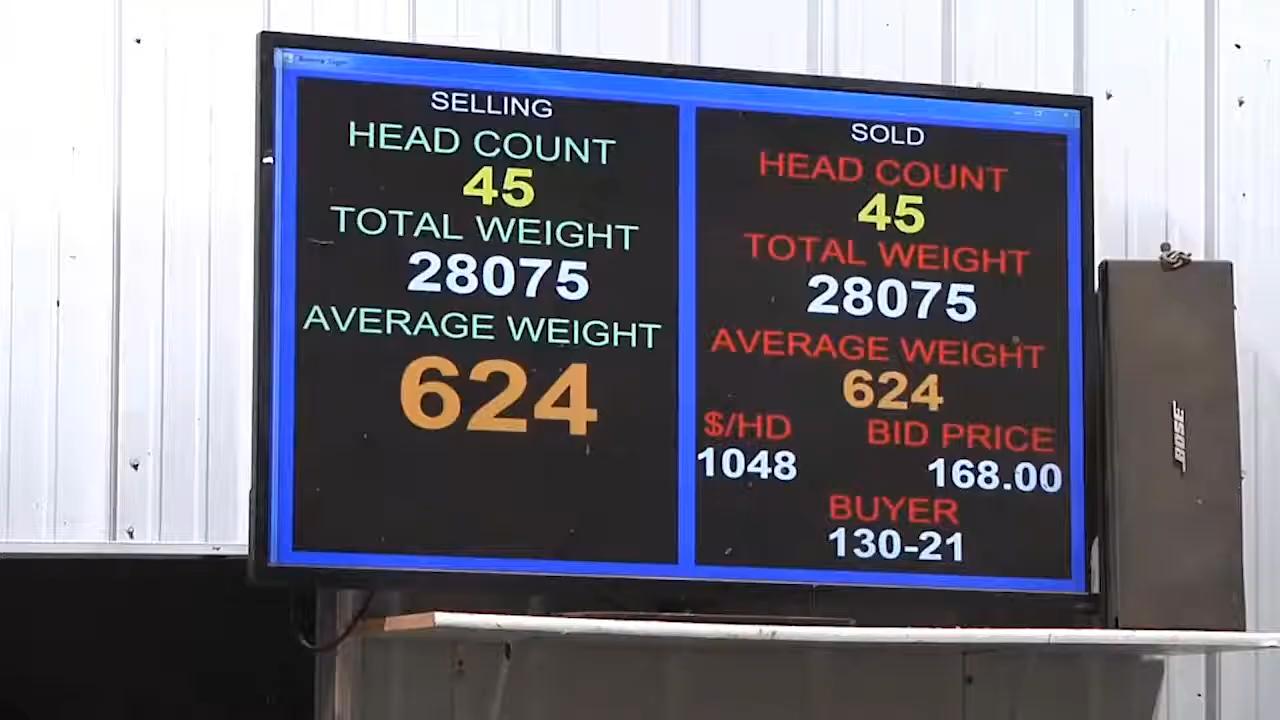 SELLING
HEAD COUNT
45
TOTAL WEIGHT
28075
AVERAGE WEIGHT
624
SOLD
HEAD COUNT
45
TOTAL WEIGHT
28075
AVERAGE WEIGHT
624
$/HD BID PRICE
1048 168.00
BUYER
130-21
BOSE